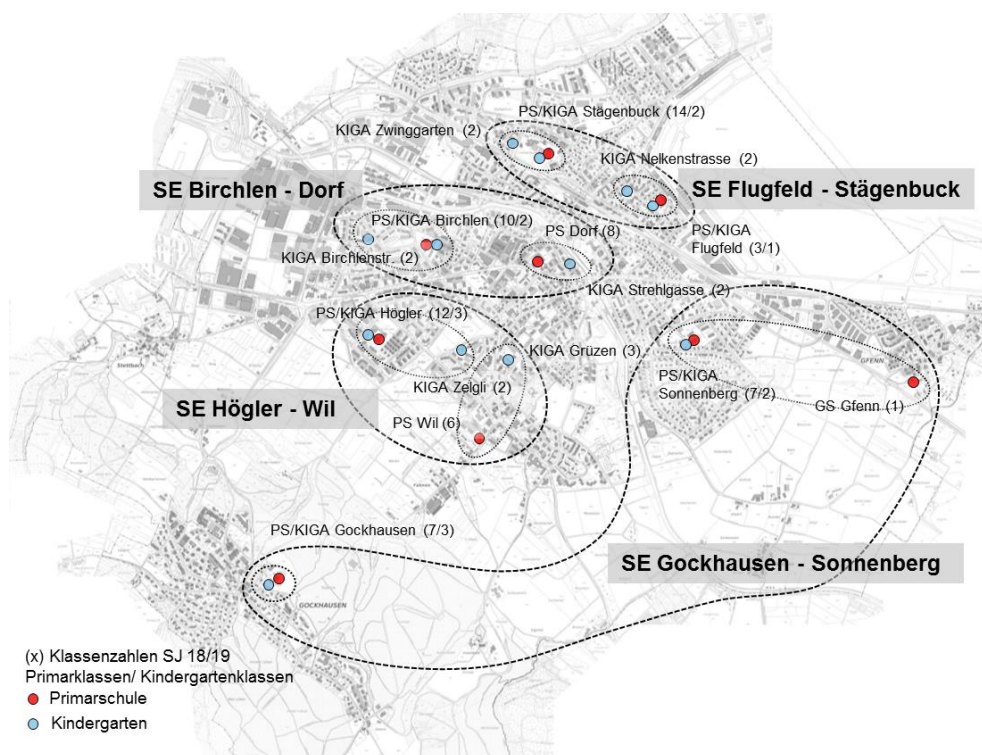 PS/KIGA Stägenbuck (14/2)
KIGA Zwinggarten (2)
KIGA Nelkenstrasse (2)
SE Birchlen - Dorf
SE Flugfeld - Stägenbuck
PS/KIGA Birchlen (10/2)
PS Dorf (8)
PS/KIGA
Flugfeld (3/1)
KIGA Birchlenstr. (2)
KIGA Strehlgasse (2)
PS/KIGA Högler (12/3)
KIGA Grüzen (3)
GFENN
Stettbach
KIGA Zelgli (2)
PS/KIGA
Sonnenberg (7/2)
SE Högler - Wil
GS Gfenn (1)
PS Wil (6)
PS/KIGA Gockhausen (7/3)
SE Gockhausen - Sonnenberg
GOCKHAUSEN
(x) Klassenzahlen SJ 18/19
Primarklassen/ Kindergartenklassen
Primarschule
Kindergarten